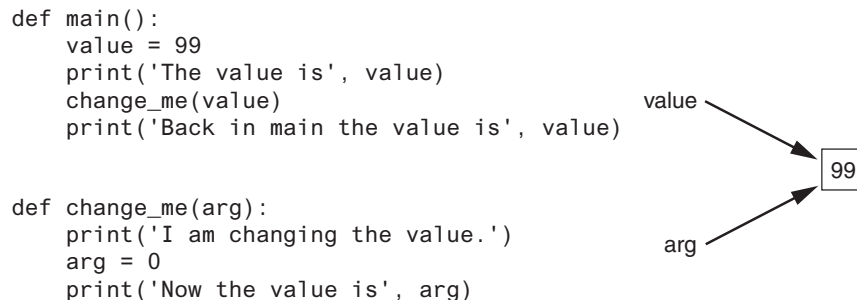 def main():
    value = 99
    print('The value is', value)
    change_me(value)
    print('Back in main the value is', value)
def change_me(arg):
    print('I am changing the value.')
    arg = 0
    print('Now the value is', arg)
value
99
arg